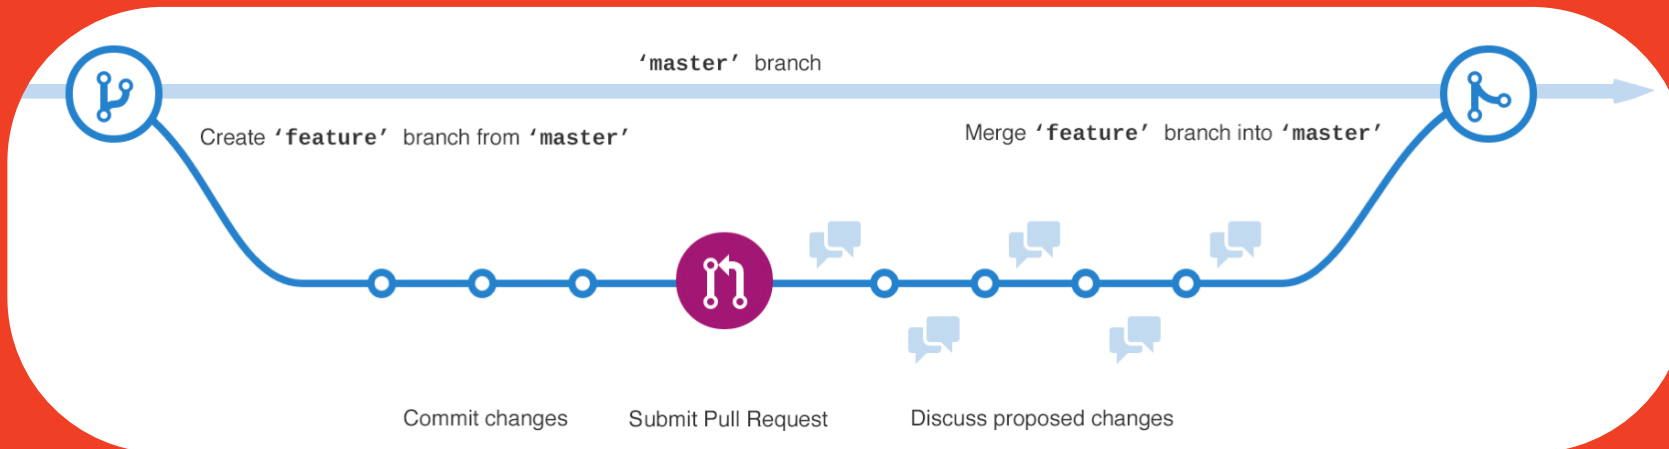 ‘master’ branch
Create ‘feature’ branch from ‘master’
Merge ‘feature’ branch into ‘master’
Commit changes
Submit Pull Request
Discuss proposed changes